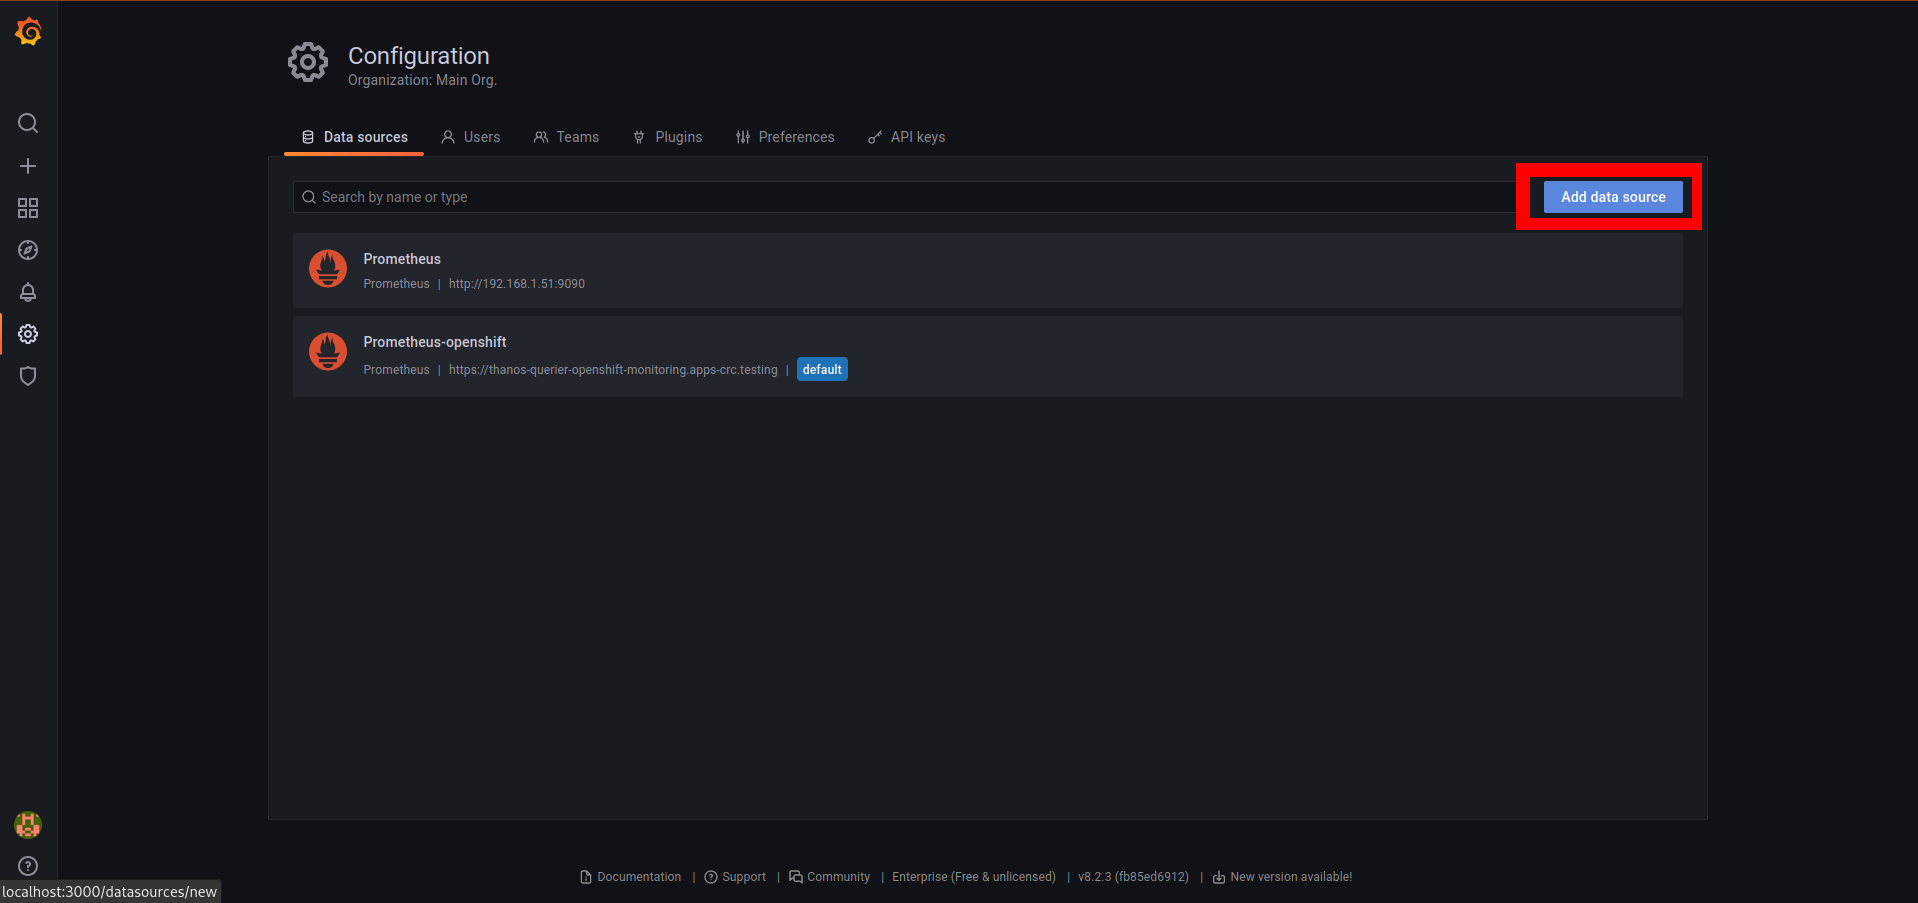 Configuration
Organization: Main Org.
Data sources Users Teams Plugins Preferences API keys
Search by name or type Add data source
Prometheus
Prometheus | http://192.168.1.51:9090
Prometheus-openshift
Prometheus | https://thanos-querier-openshift-monitoring.apps-crc.testing | default
Documentation | Support | Community | Enterprise (Free & unlicensed) | v8.2.3 (fb85ed6912) | New version available!
localhost:3000/datasources/new